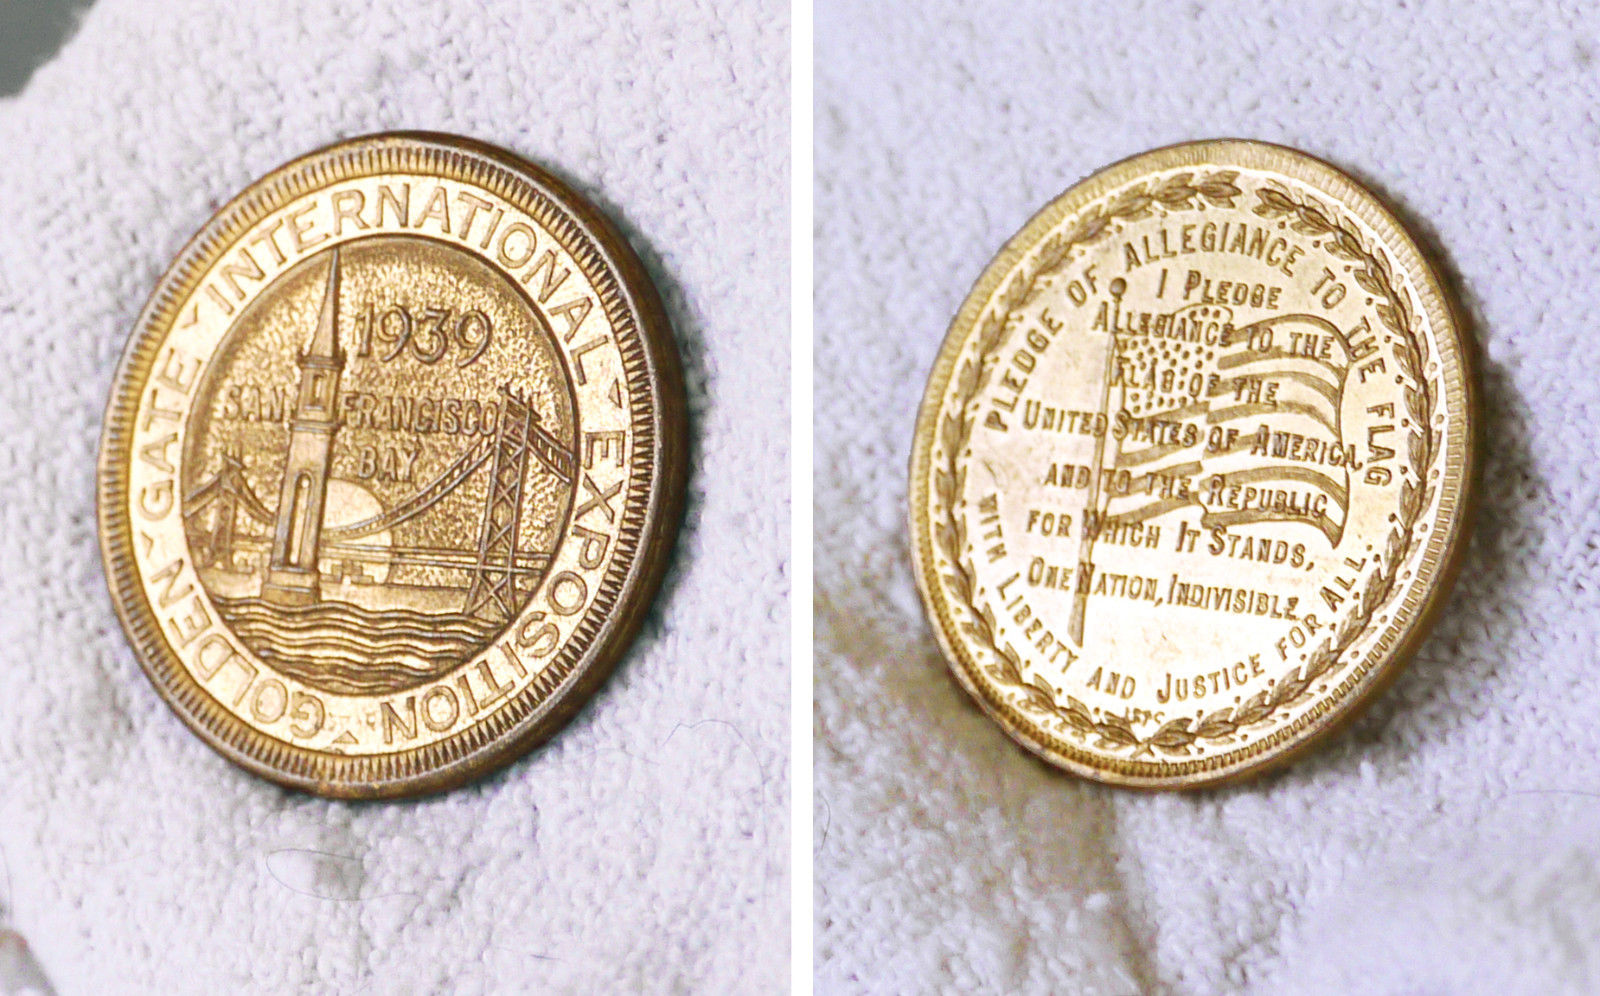 GOLDEN GATE INTERNATIONAL EXPOSITION
1939
SAN FRANCISCO
BAY
PLEDGE OF ALLEGIANCE TO THE FLAG
I PLEDGE
ALLEGIANCE TO THE
FLAG OF THE
UNITED STATES OF AMERICA,
AND TO THE REPUBLIC
FOR WHICH IT STANDS,
ONE NATION, INDIVISIBLE,
WITH LIBERTY AND JUSTICE FOR ALL.